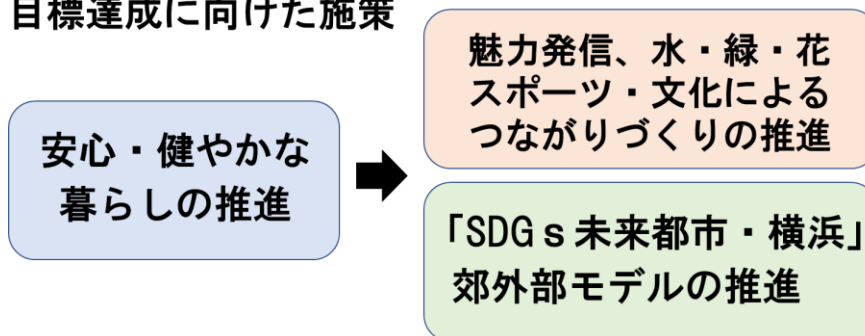 目標達成に向けた施策
安心・健やかな
暮らしの推進
魅力発信、水・緑・花
スポーツ・文化による
つながりづくりの推進
「SDGｓ未来都市・横浜」
郊外部モデルの推進